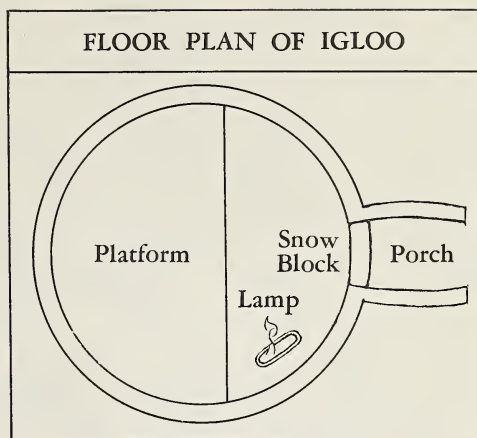 FLOOR PLAN OF IGLOO
Platform
Snow
Block
Porch
Lamp